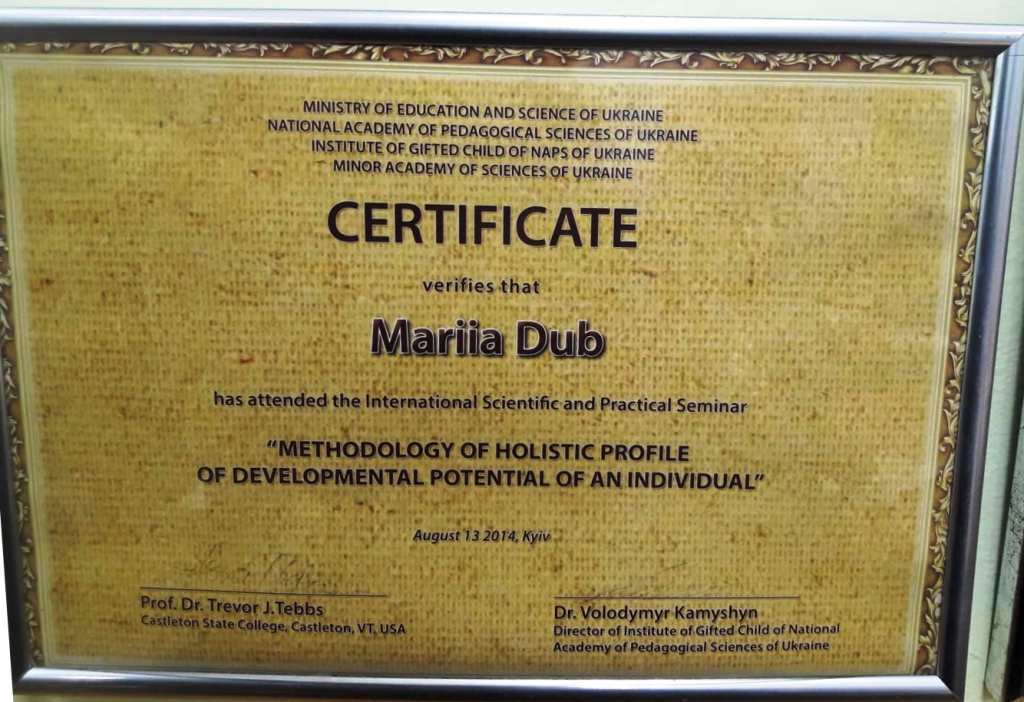 MINISTRY OF EDUCATION AND SCIENCE OF UKRAINE
NATIONAL ACADEMY OF PEDAGOGICAL SCIENCES OF UKRAINE
INSTITUTE OF GIFTED CHILD OF NAPS OF UKRAINE
MINOR ACADEMY OF SCIENCES OF UKRAINE
CERTIFICATE
verifies that
Mariia Dub
has attended the International Scientific and Practical Seminar
“METHODOLOGY OF HOLISTIC PROFILE
OF DEVELOPMENTAL POTENTIAL OF AN INDIVIDUAL”
August 13 2014, Kyiv
Prof. Dr. Trevor J.Tebbs
Castleton State College, Castleton, VT, USA
Dr. Volodymyr Kamyshyn
Director of Institute of Gifted Child of National
Academy of Pedagogical Sciences of Ukraine